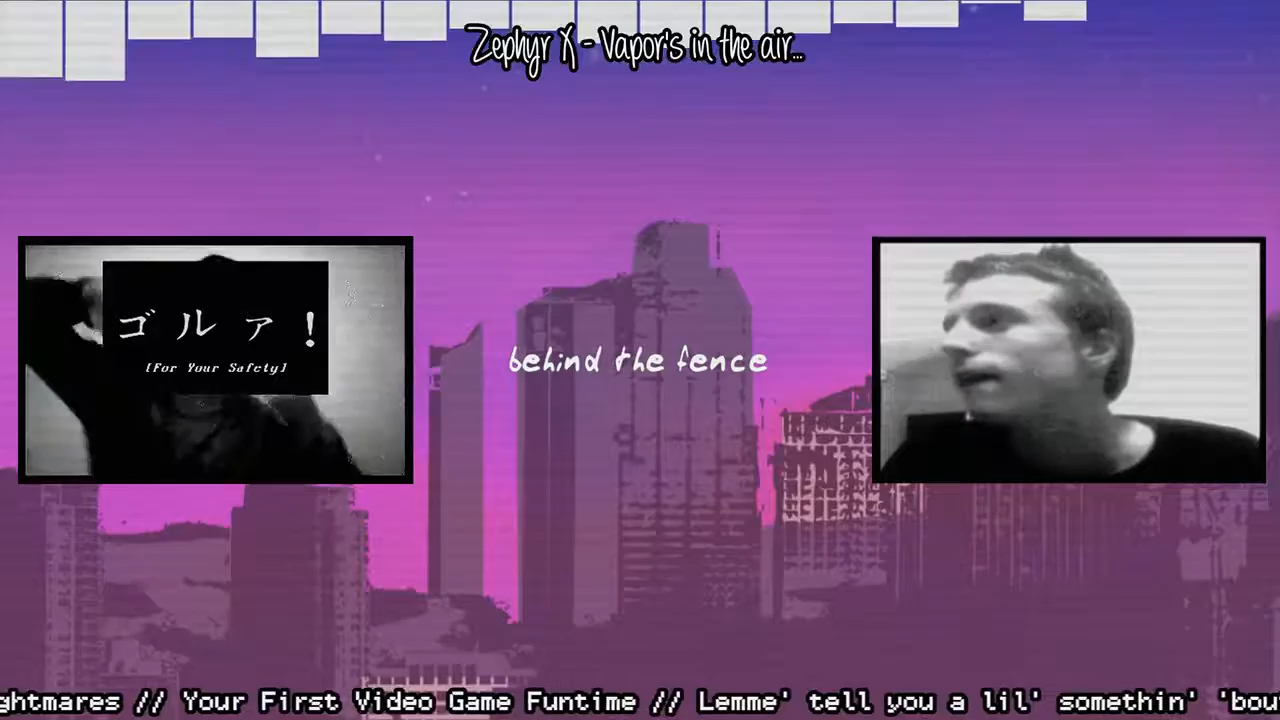 Zephyr X - Vapor's in the air...
ゴルァ！
[For Your Safety]
behind the fence
ghtmares // Your First Video Game Funtime // Lemme' tell you a lil' somethin' 'bou